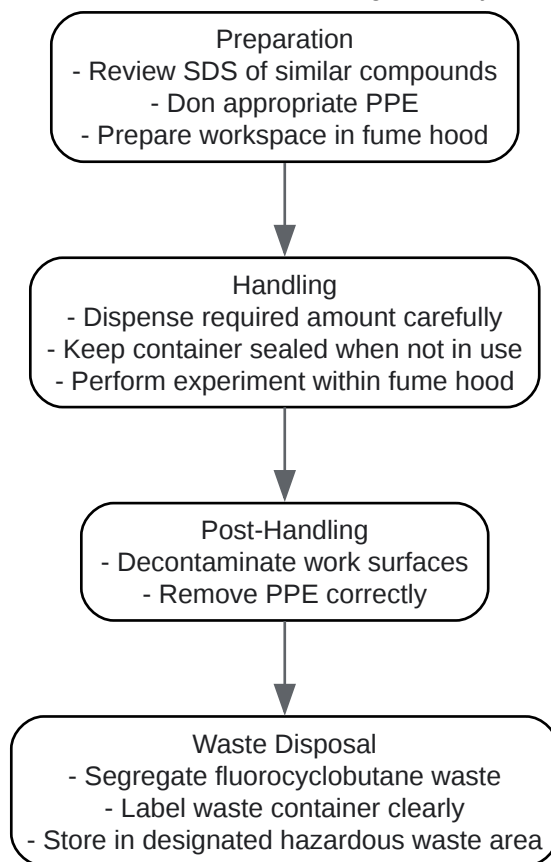 Preparation
- Review SDS of similar compounds
- Don appropriate PPE
- Prepare workspace in fume hood
Handling
- Dispense required amount carefully
- Keep container sealed when not in use
- Perform experiment within fume hood
Post-Handling
- Decontaminate work surfaces
- Remove PPE correctly
Waste Disposal
- Segregate fluorocyclobutane waste
- Label waste container clearly
- Store in designated hazardous waste area